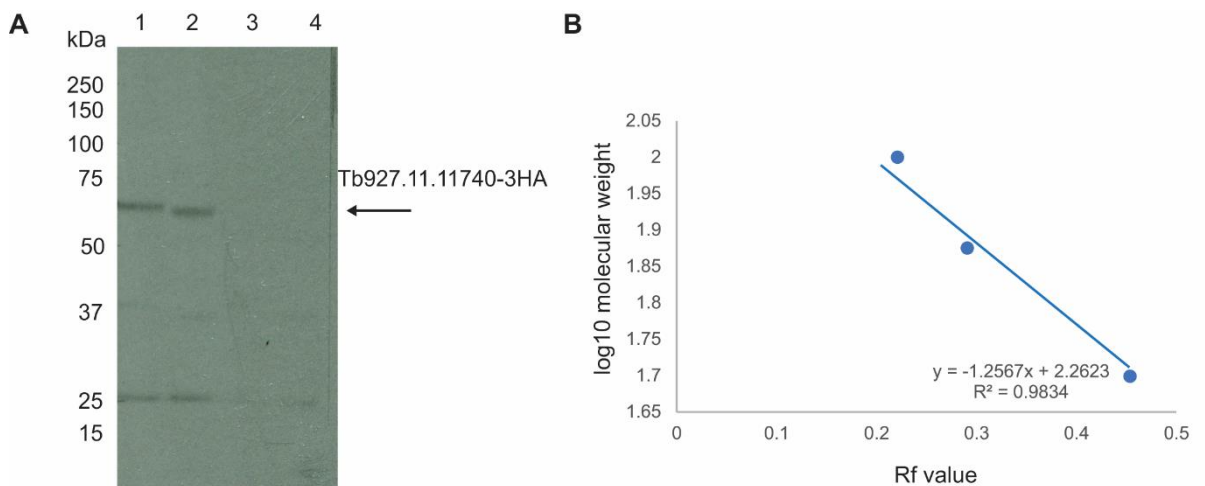 A
1 2 3 4
kDa
250
150
100
75
50
37
25
15
Tb927.11.11740-3HA
B
log10 molecular weight
2.05
2
1.95
1.9
1.85
1.8
1.75
1.7
1.65
y = -1.2567x + 2.2623
R² = 0.9834
0 0.1 0.2 0.3 0.4 0.5
Rf value